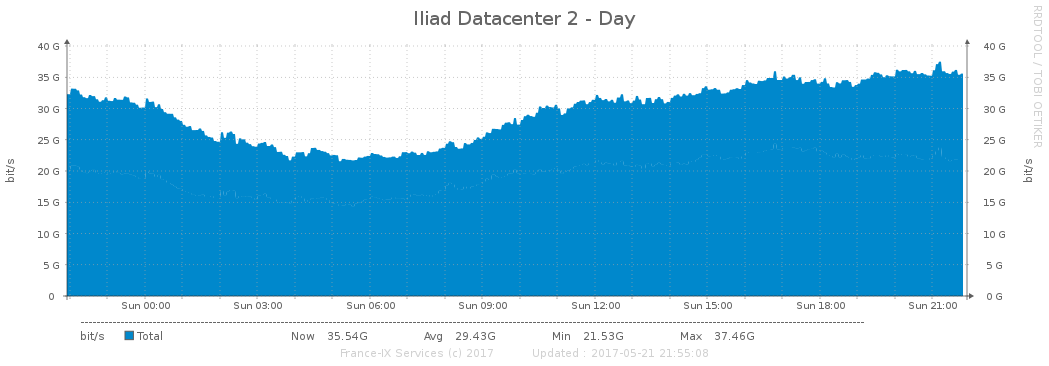 Iliad Datacenter 2 - Day
RRDTOOL / TOBI OETIKER
40 G 40 G
35 G 35 G
30 G 30 G
25 G 25 G
20 G 20 G
15 G 15 G
10 G 10 G
5 G 5 G
0 0 G
bit/s bit/s
Sun 00:00 Sun 03:00 Sun 06:00 Sun 09:00 Sun 12:00 Sun 15:00 Sun 18:00 Sun 21:00
bit/s Total Now 35.54G Avg 29.43G Min 21.53G Max 37.46G
France-IX Services (c) 2017 Updated : 2017-05-21 21:55:08